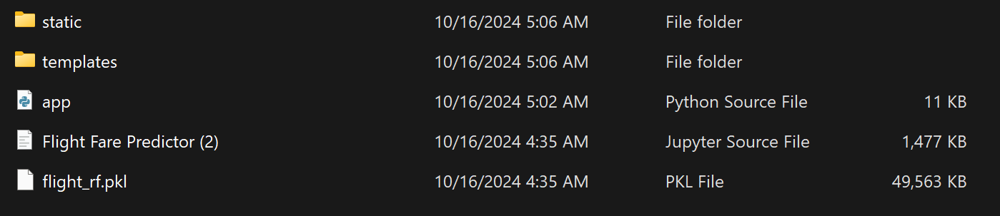 static 10/16/2024 5:06 AM File folder
templates 10/16/2024 5:06 AM File folder
app 10/16/2024 5:02 AM Python Source File 11 KB
Flight Fare Predictor (2) 10/16/2024 4:35 AM Jupyter Source File 1,477 KB
flight_rf.pkl 10/16/2024 4:35 AM PKL File 49,563 KB